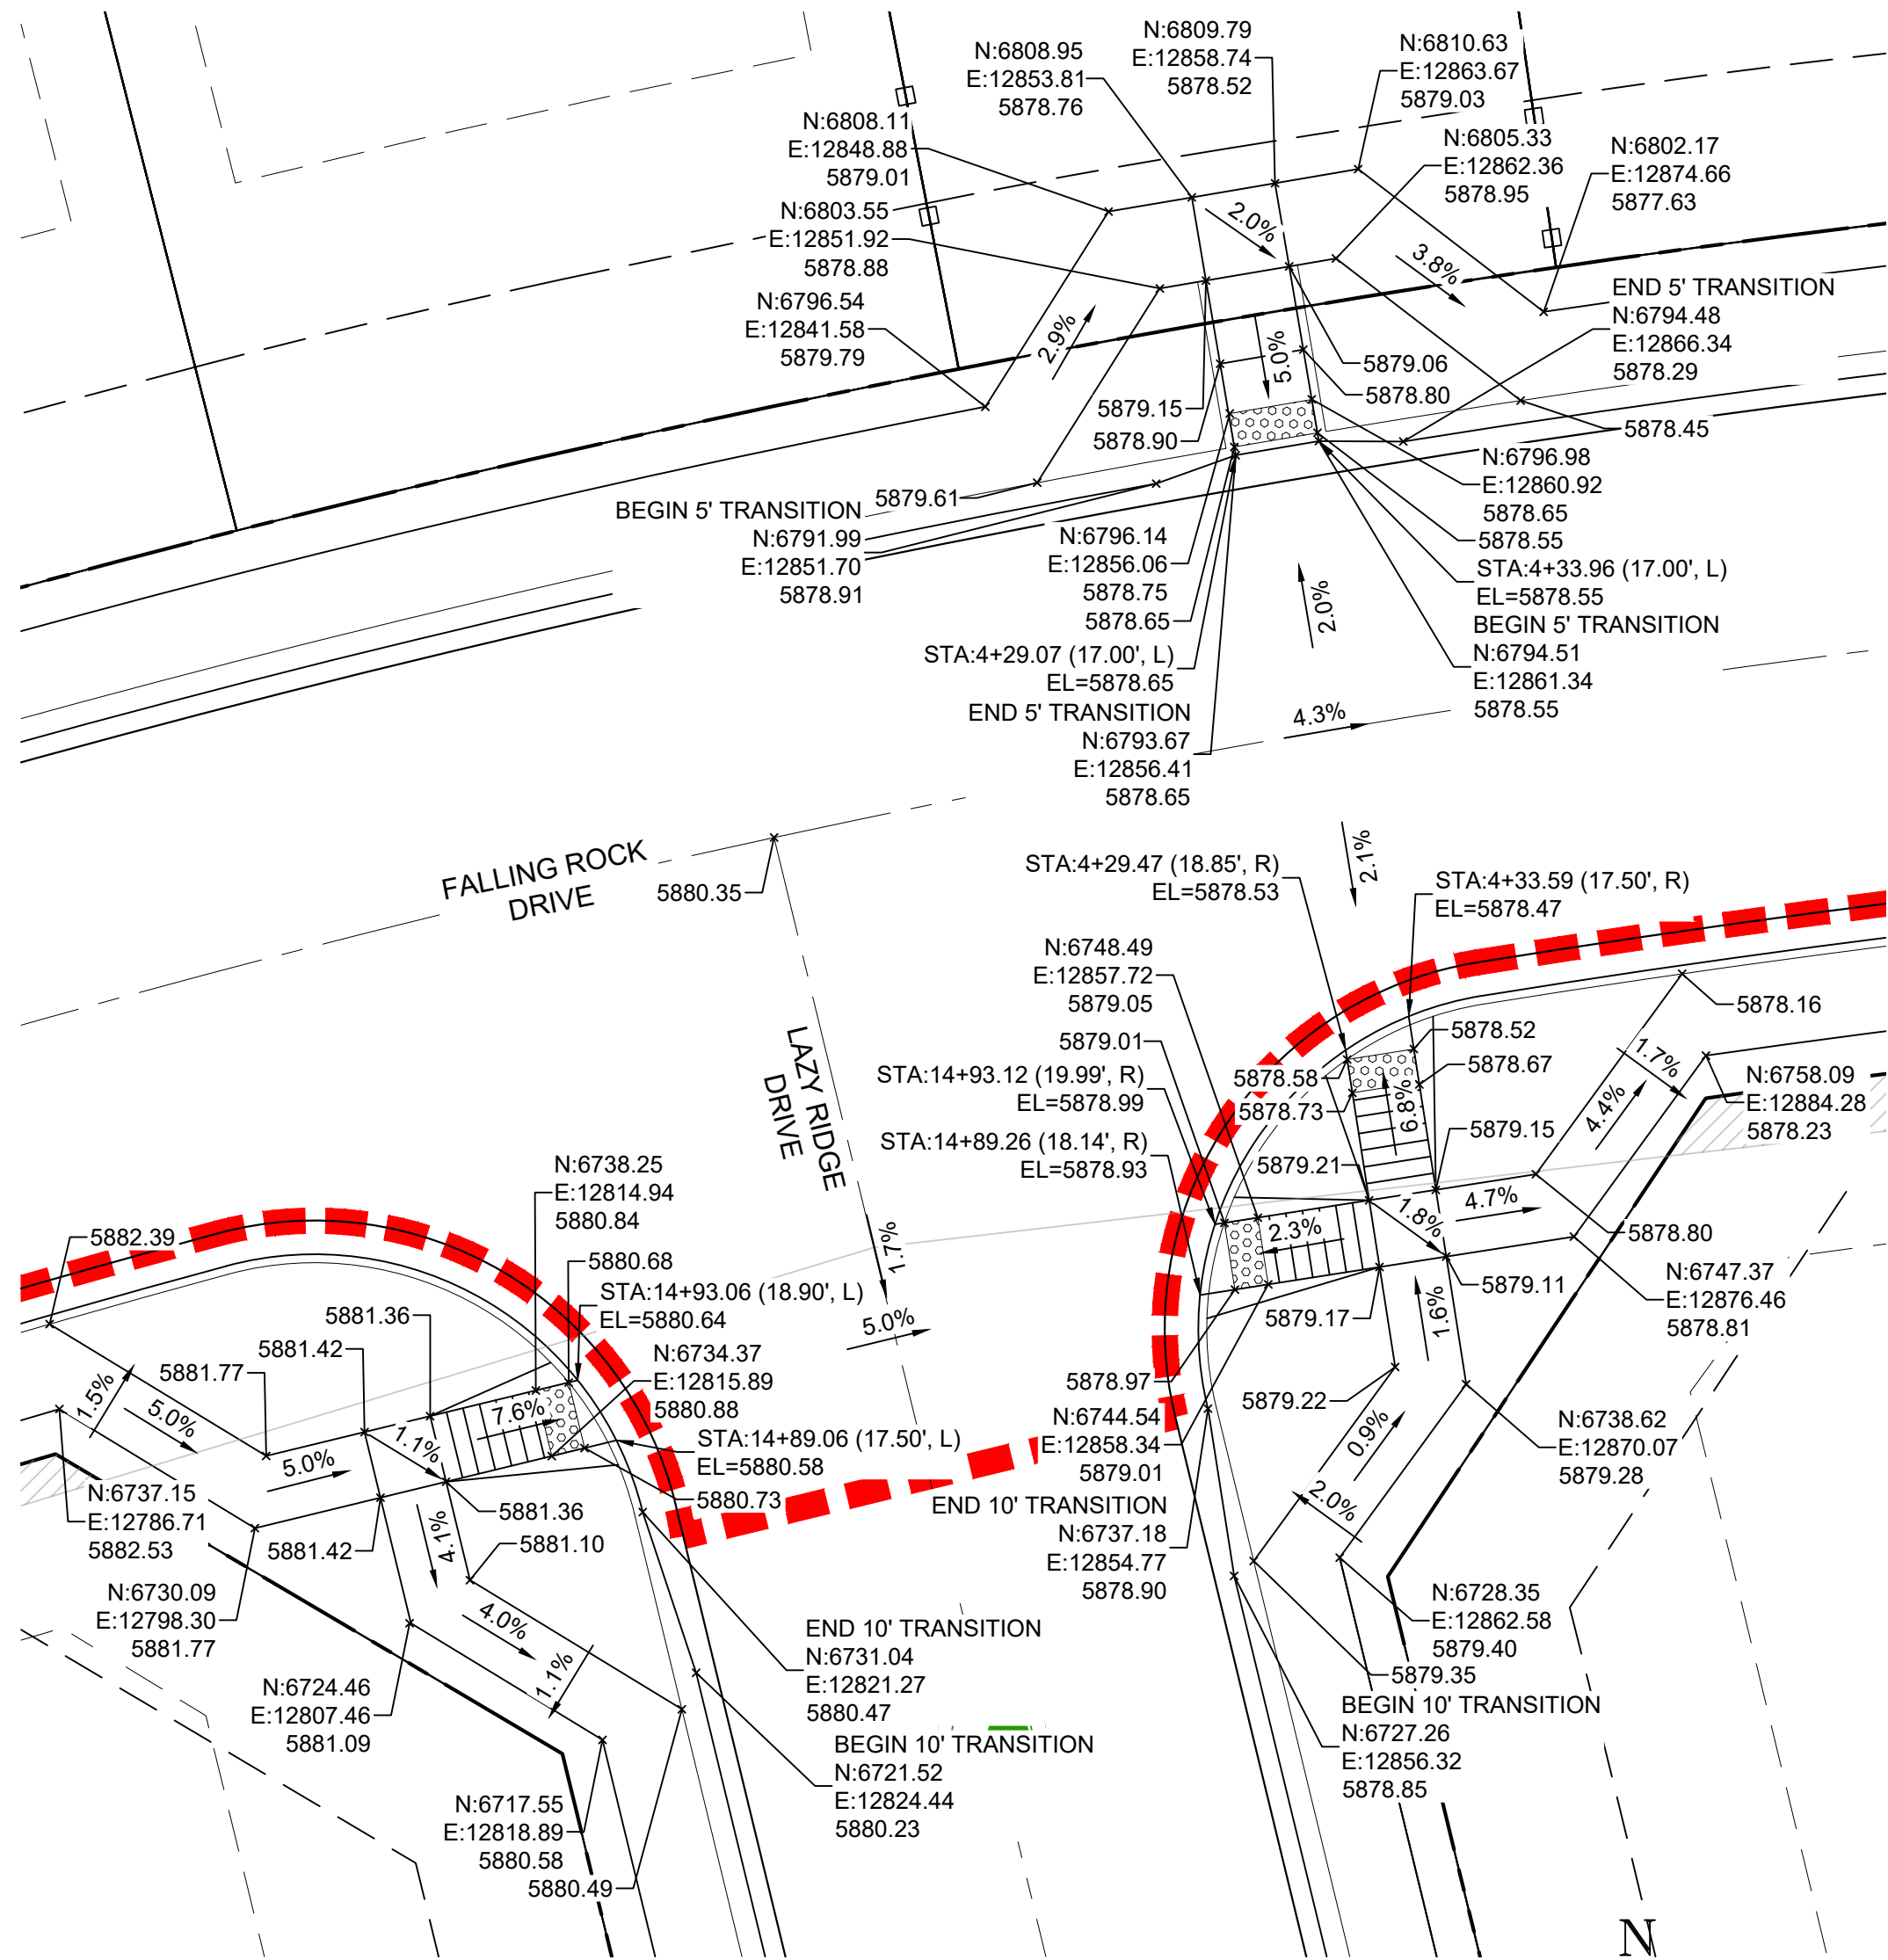 N:6808.95
E:12853.81
5878.76
N:6809.79
E:12858.74
5878.52
N:6810.63
E:12863.67
5879.03
N:6808.11
E:12848.88
5879.01
N:6805.33
E:12862.36
5878.95
N:6802.17
E:12874.66
5877.63
N:6803.55
E:12851.92
5878.88
2.0%
3.8%
N:6796.54
E:12841.58
5879.79
2.9%
5.0%
END 5' TRANSITION
N:6794.48
E:12866.34
5878.29
5879.06
5878.80
5879.15
5878.90
5878.45
5879.61
BEGIN 5' TRANSITION
N:6791.99
E:12851.70
5878.91
N:6796.14
E:12856.06
5878.75
5878.65
STA:4+29.07 (17.00', L)
EL=5878.65
END 5' TRANSITION
N:6793.67
E:12856.41
5878.65
N:6796.98
E:12860.92
5878.65
5878.55
STA:4+33.96 (17.00', L)
EL=5878.55
BEGIN 5' TRANSITION
N:6794.51
E:12861.34
5878.55
2.0%
4.3%
FALLING ROCK
DRIVE
5880.35
2.1%
STA:4+29.47 (18.85', R)
EL=5878.53
STA:4+33.59 (17.50', R)
EL=5878.47
N:6748.49
E:12857.72
5879.05
5879.01
STA:14+93.12 (19.99', R)
EL=5878.99
STA:14+89.26 (18.14', R)
EL=5878.93
LAZY RIDGE
DRIVE
5878.16
5878.52
5878.67
5878.58
5878.73
6.8%
1.7%
4.4%
N:6758.09
E:12884.28
5878.23
5879.15
5879.21
4.7%
1.8%
2.3%
5878.80
5879.11
5879.17
1.6%
N:6747.37
E:12876.46
5878.81
N:6738.25
E:12814.94
5880.84
5882.39
5880.68
STA:14+93.06 (18.90', L)
EL=5880.64
1.7%
5.0%
5881.36
5881.42
5881.77
N:6734.37
E:12815.89
5880.88
STA:14+89.06 (17.50', L)
EL=5880.58
1.5%
5.0%
5.0%
7.6%
1.1%
5880.73
5881.36
5881.10
5881.42
4.1%
N:6737.15
E:12786.71
5882.53
N:6730.09
E:12798.30
5881.77
4.0%
1.1%
N:6724.46
E:12807.46
5881.09
N:6717.55
E:12818.89
5880.58
5880.49
END 10' TRANSITION
N:6731.04
E:12821.27
5880.47
BEGIN 10' TRANSITION
N:6721.52
E:12824.44
5880.23
5878.97
N:6744.54
E:12858.34
5879.01
END 10' TRANSITION
N:6737.18
E:12854.77
5878.90
5879.22
0.9%
2.0%
N:6738.62
E:12870.07
5879.28
N:6728.35
E:12862.58
5879.40
5879.35
BEGIN 10' TRANSITION
N:6727.26
E:12856.32
5878.85
N